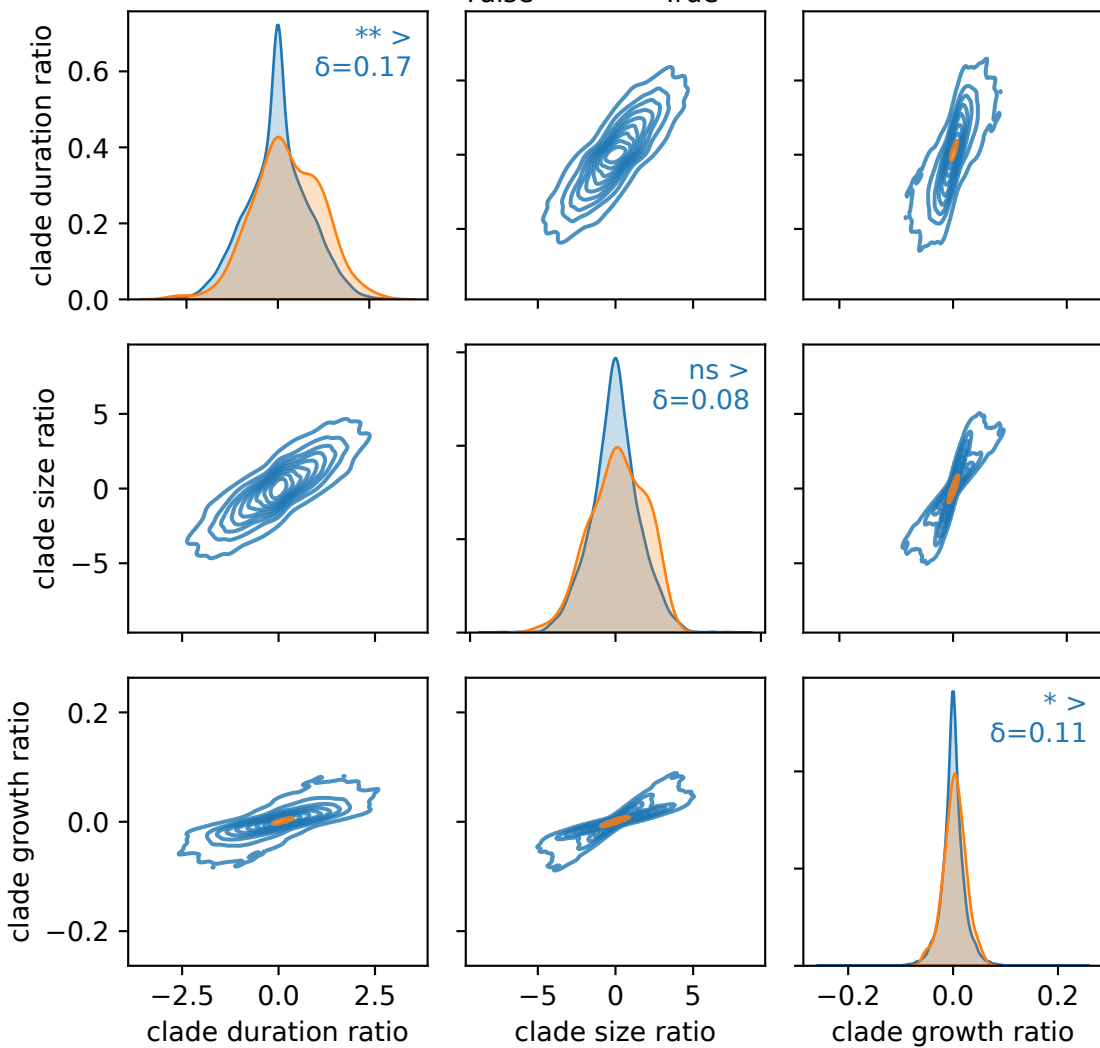 clade duration ratio
0.6
0.4
0.2
0.0
** >
δ=0.17
clade size ratio
5
0
−5
ns >
δ=0.08
clade growth ratio
0.2
0.0
−0.2
* >
δ=0.11
−2.5 0.0 2.5
−5 0 5
−0.2 0.0 0.2
clade duration ratio
clade size ratio
clade growth ratio